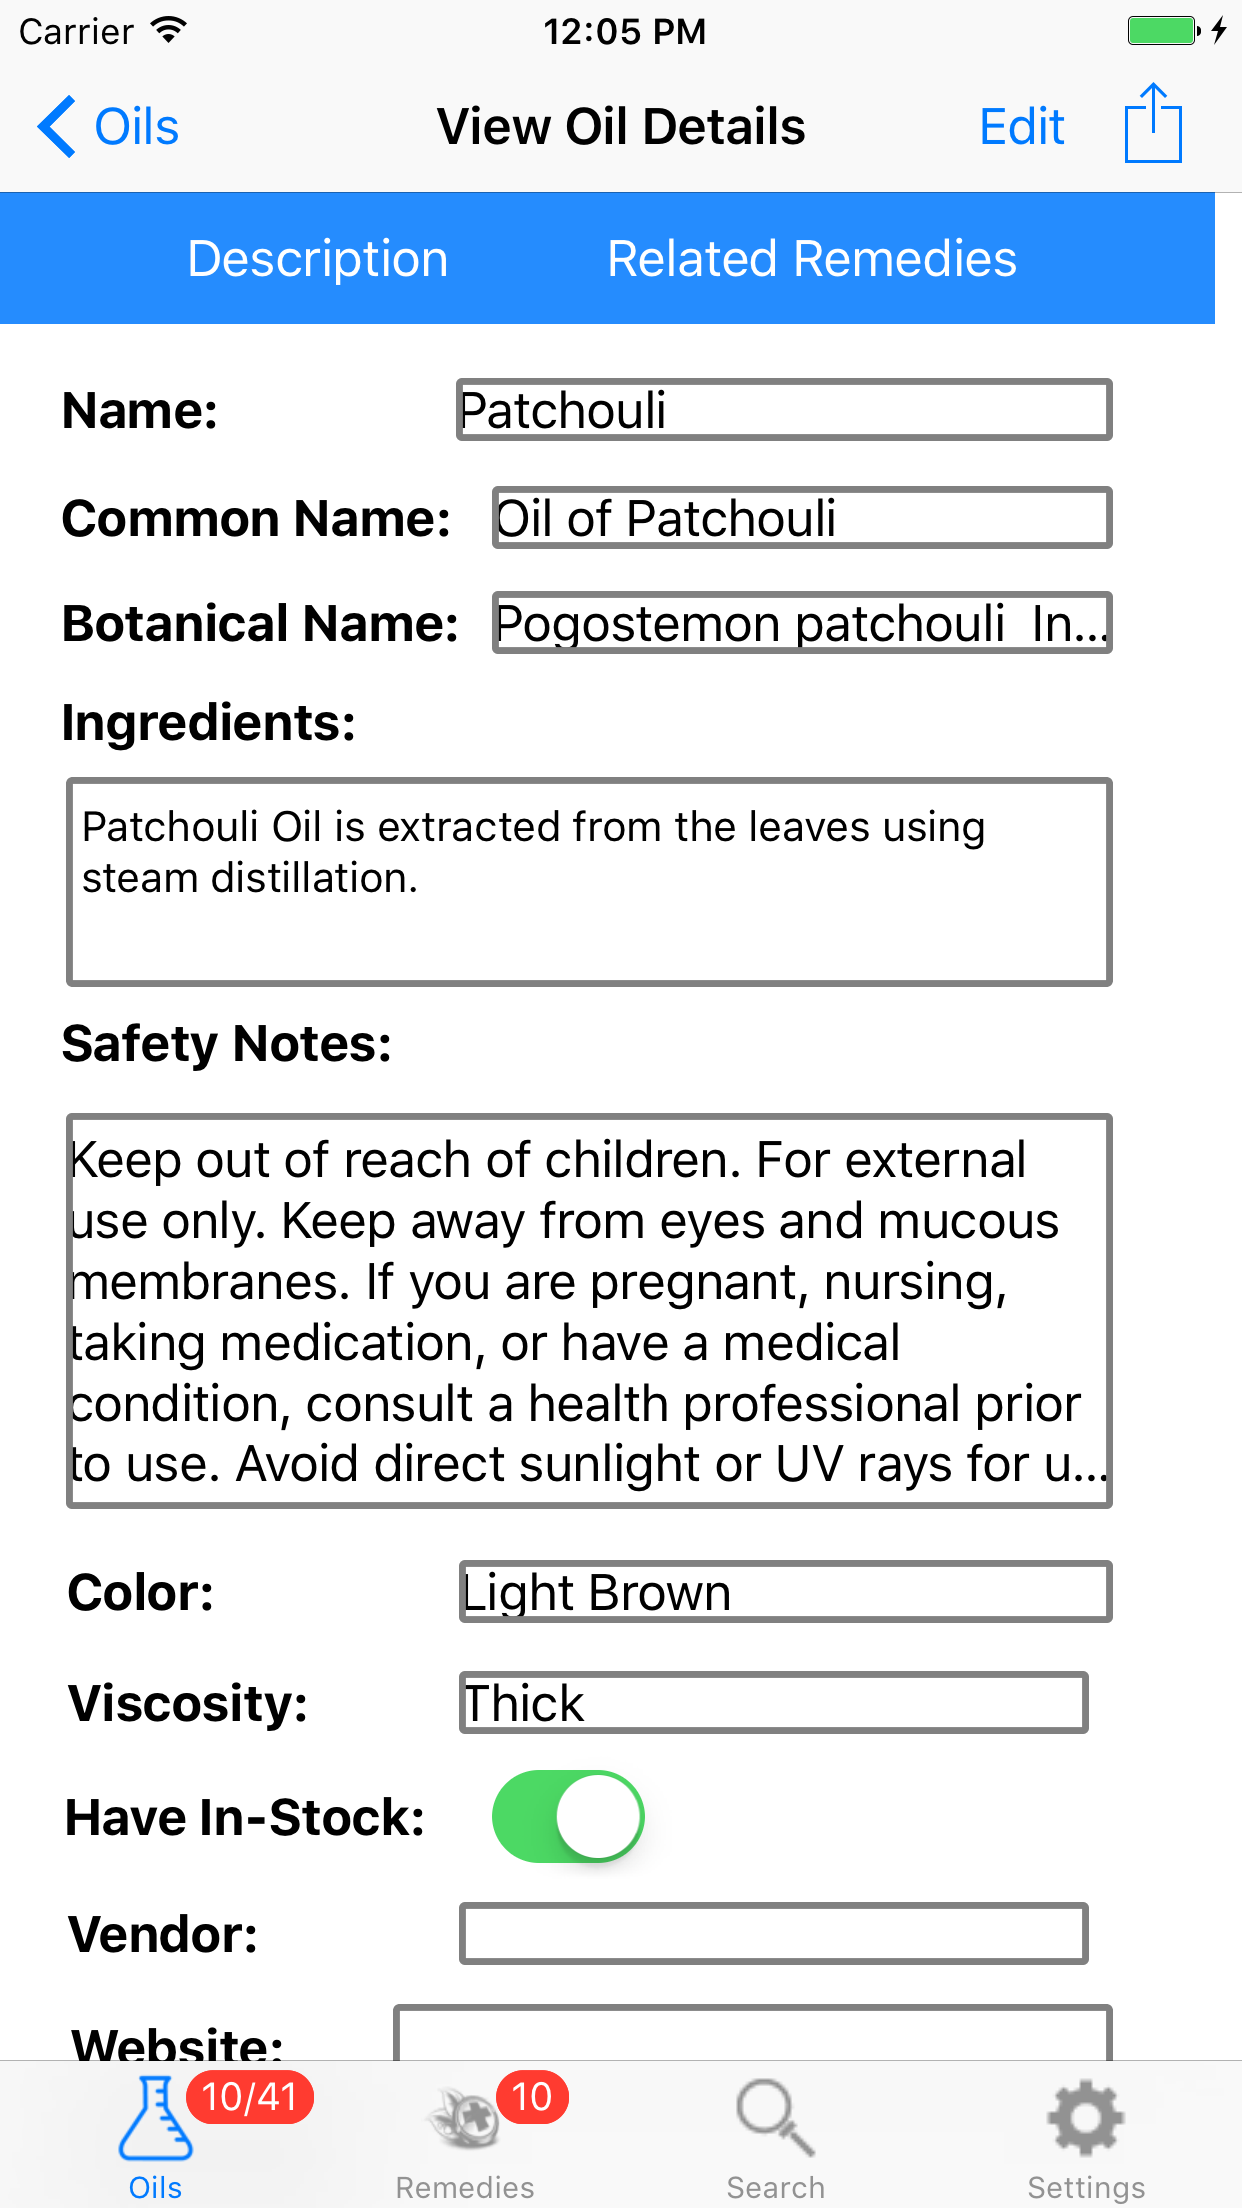 Carrier 12:05 PM
Oils View Oil Details Edit
Description Related Remedies
Name: Patchouli
Common Name: Oil of Patchouli
Botanical Name: Pogostemon patchouli  In...
Ingredients:
Patchouli Oil is extracted from the leaves using
steam distillation.
Safety Notes:
Keep out of reach of children. For external
use only. Keep away from eyes and mucous
membranes. If you are pregnant, nursing,
taking medication, or have a medical
condition, consult a health professional prior
to use. Avoid direct sunlight or UV rays for u...
Color: Light Brown
Viscosity: Thick
Have In-Stock:
Vendor:
Website:
10/41 10
Oils Remedies Search Settings